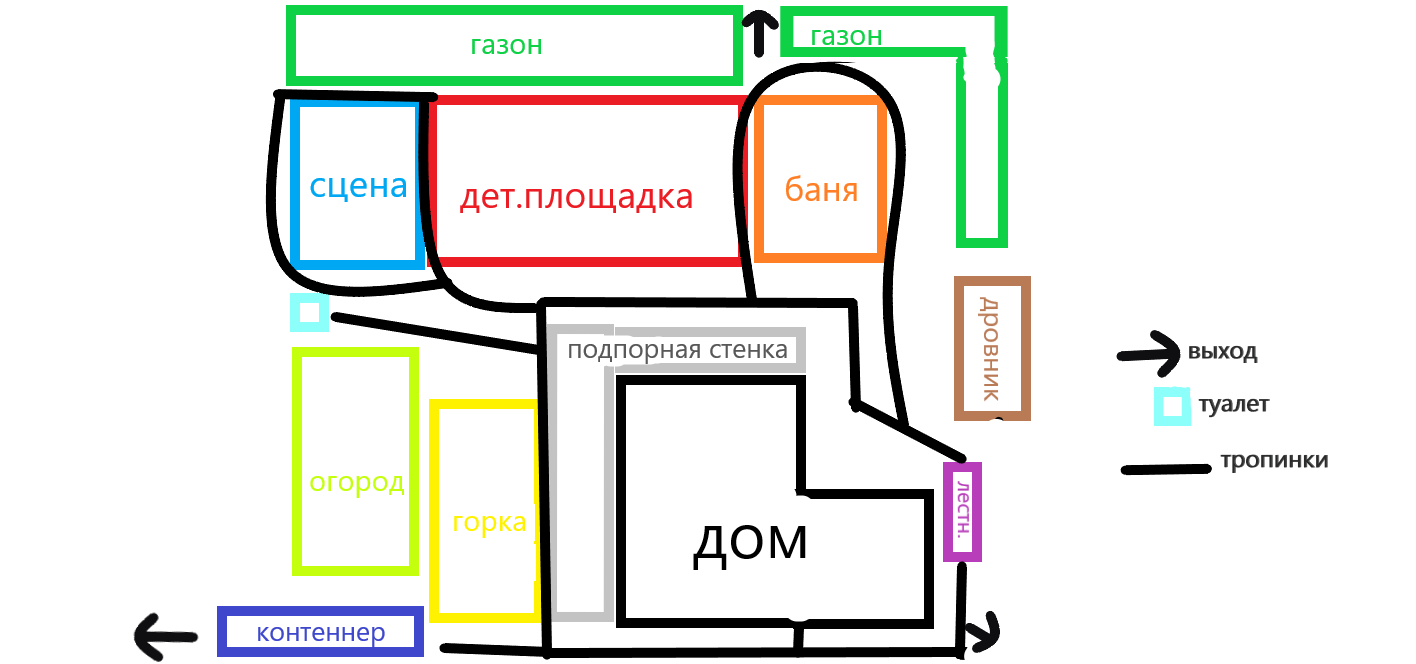 газон
газон
сцена
дет.площадка
баня
дровник
подпорная стенка
выход
туалет
тропинки
огород
горка
дом
лестн.
контеннер